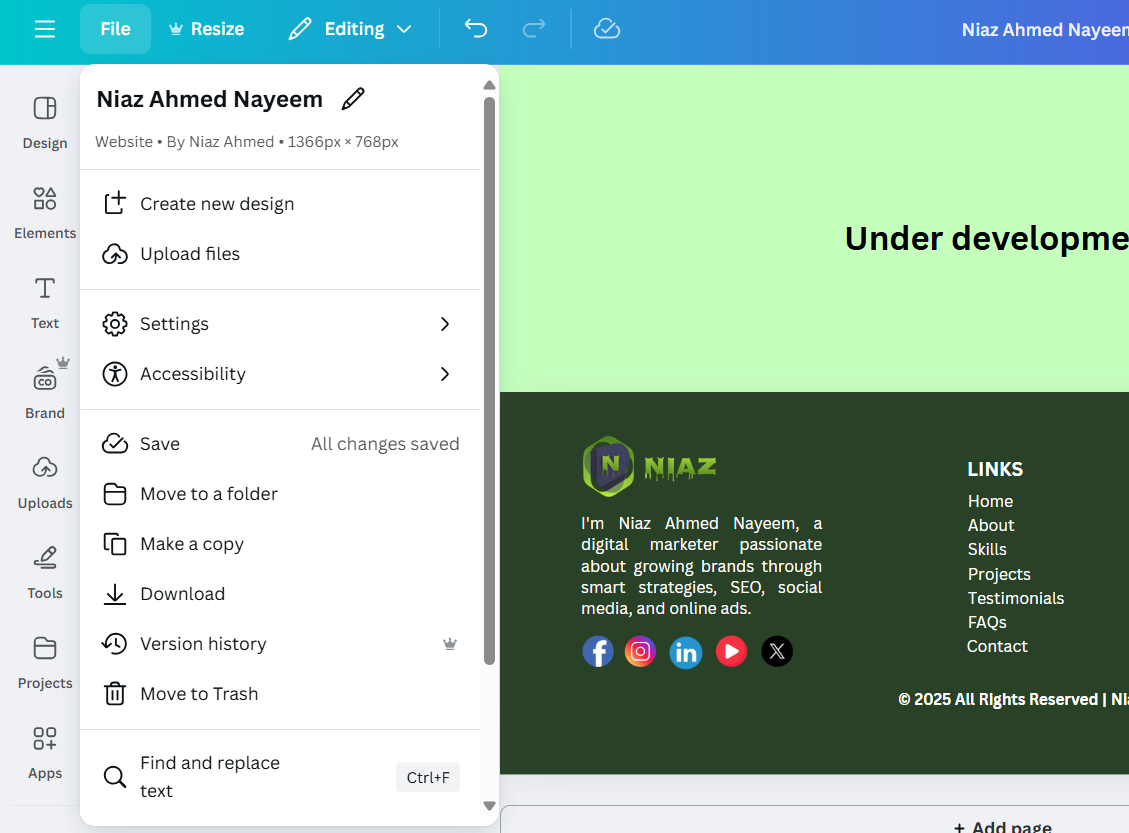 File
Resize
Editing
Niaz Ahmed Nayeem
Design
Elements
Text
CO
Brand
Uploads
Tools
Projects
Apps
Niaz Ahmed Nayeem
Website • By Niaz Ahmed • 1366px × 768px
Create new design
Upload files
Settings
Accessibility
Save All changes saved
Move to a folder
Make a copy
Download
Version history
Move to Trash
Find and replace
text
Ctrl+F
Under developme
N NIAZ
I'm Niaz Ahmed Nayeem, a
digital marketer passionate
about growing brands through
smart strategies, SEO, social
media, and online ads.
f in X
LINKS
Home
About
Skills
Projects
Testimonials
FAQs
Contact
© 2025 All Rights Reserved | Ni
+ Add page